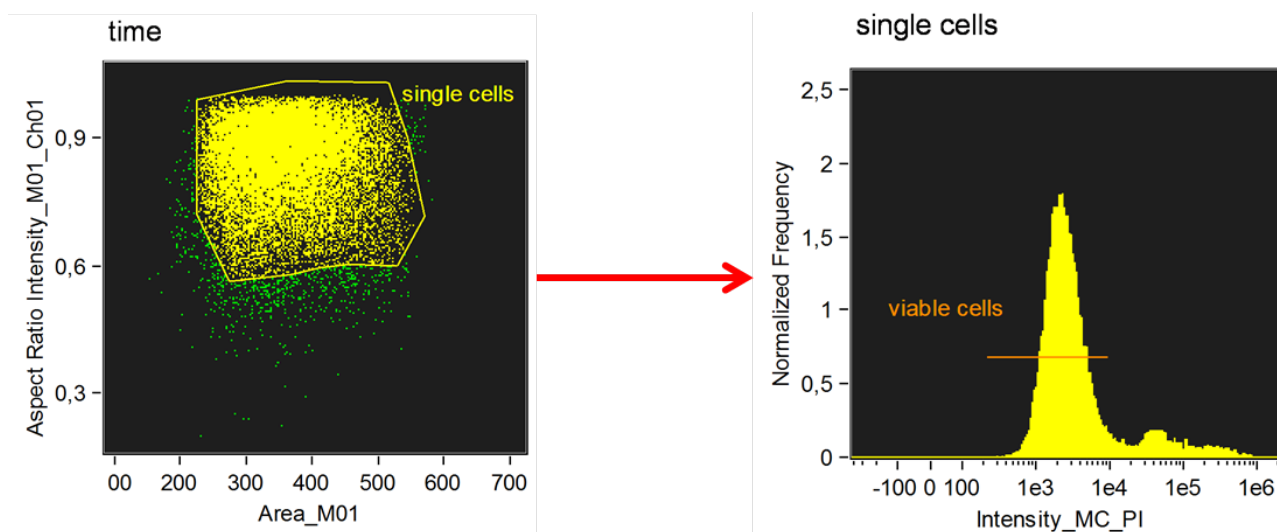 time
single cells
Aspect Ratio Intensity_M01_Ch01
0,9
0,6
0,3
00 200 300 400 500 600 700
Area_M01
single cells
viable cells
Normalized Frequency
2,5
2
1,5
1
0,5
0
-100 0 100 1e3 1e4 1e5 1e6
Intensity_MC_PI